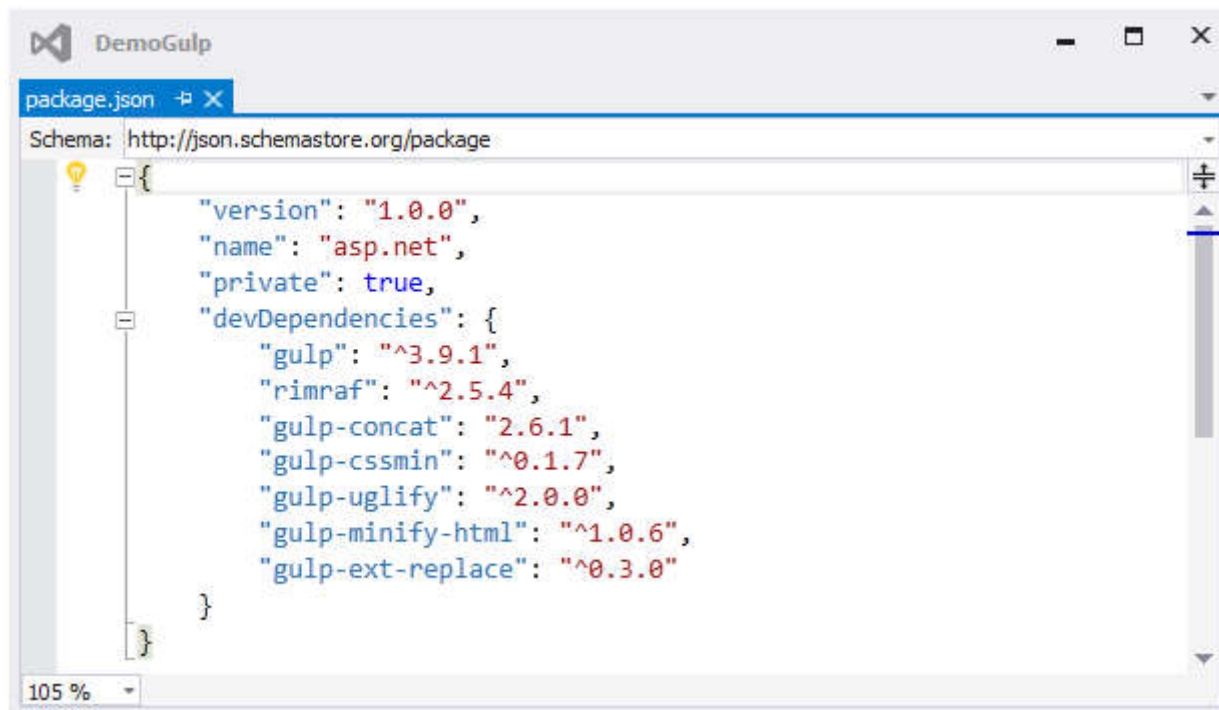 DemoGulp
package.json
Schema: http://json.schemastore.org/package
{
"version": "1.0.0",
"name": "asp.net",
"private": true,
"devDependencies": {
"gulp": "^3.9.1",
"rimraf": "^2.5.4",
"gulp-concat": "2.6.1",
"gulp-cssmin": "^0.1.7",
"gulp-uglify": "^2.0.0",
"gulp-minify-html": "^1.0.6",
"gulp-ext-replace": "^0.3.0"
}
}
105 %